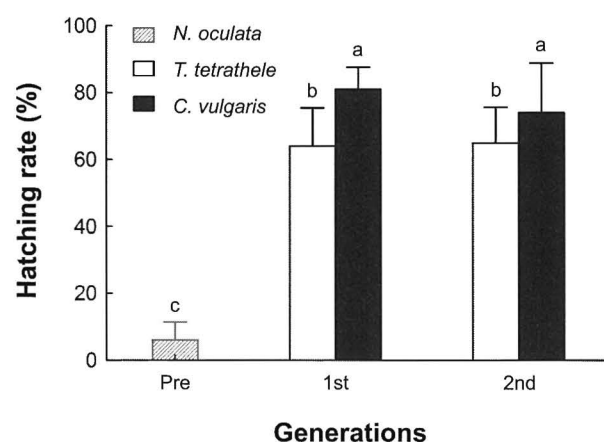 100
80
60
40
20
0
Hatching rate (%)
N. oculata
T. tetrathele
C. vulgaris
c
b
a
b
a
Pre 1st 2nd
Generations